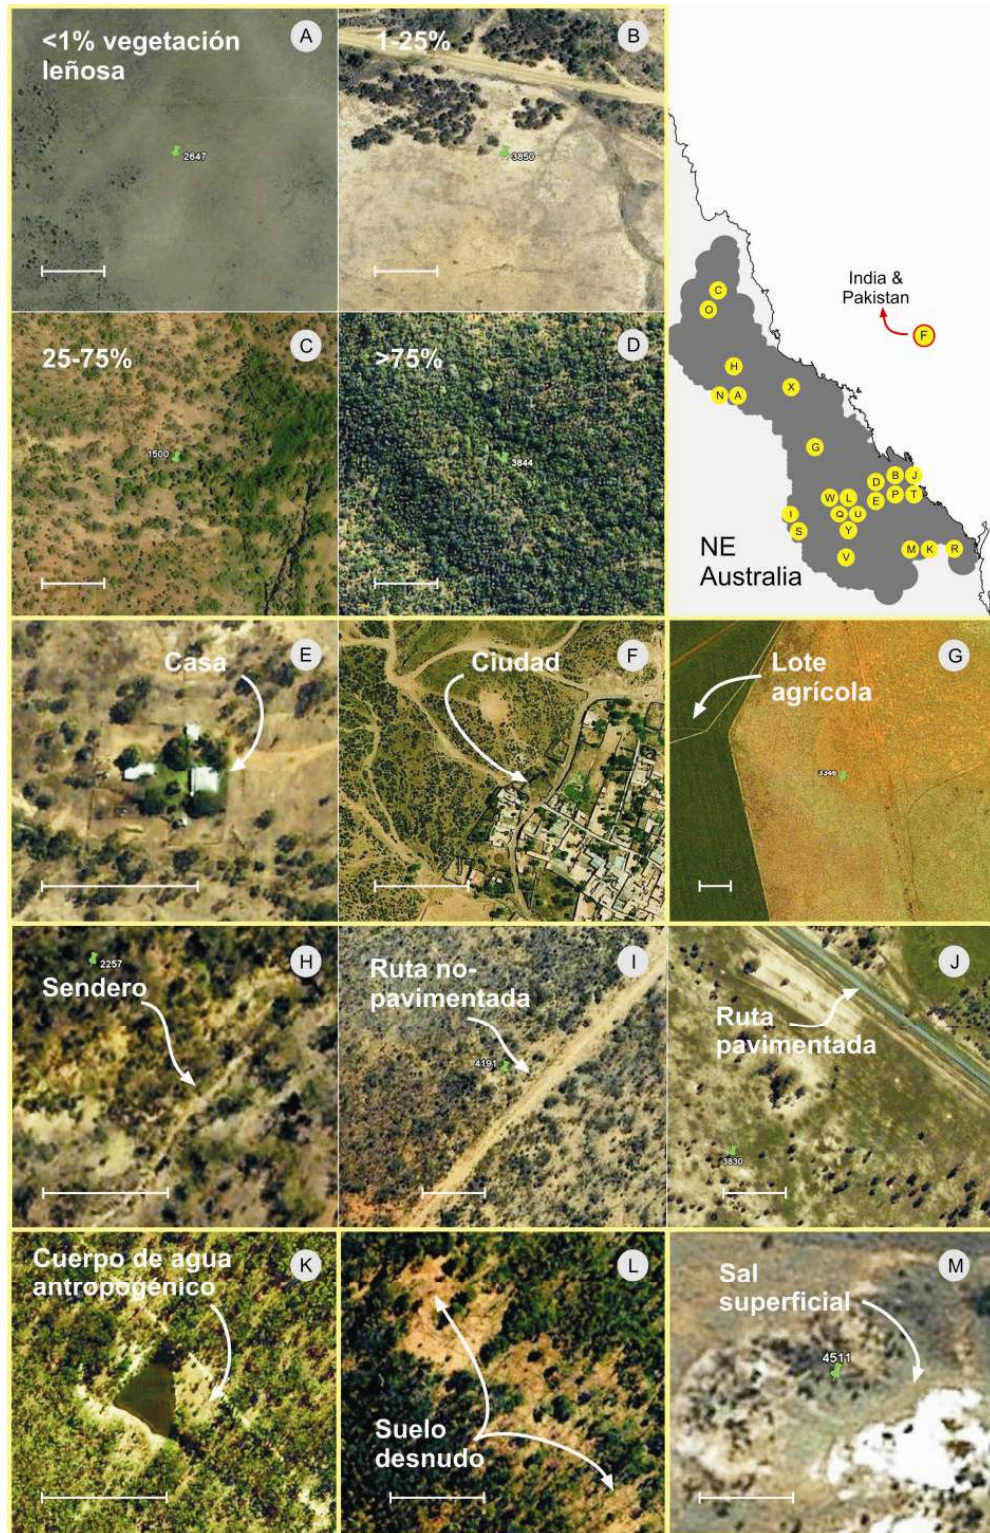 <1% vegetación
leñosa
A
2647
1-25%
B
3850
25-75%
C
1500
>75%
D
3844
India &
Pakistan
F
C
O
H
X
N
A
G
D
B
J
W
L
E
P
T
I
Q
U
S
Y
V
M
K
R
NE
Australia
Casa
E
Ciudad
F
Lote
agrícola
G
3346
2257
H
Sendero
Ruta no-
pavimentada
I
4191
J
Ruta
pavimentada
3830
Cuerpo de agua
antropogénico
K
L
Suelo
desnudo
Sal
superficial
M
4511